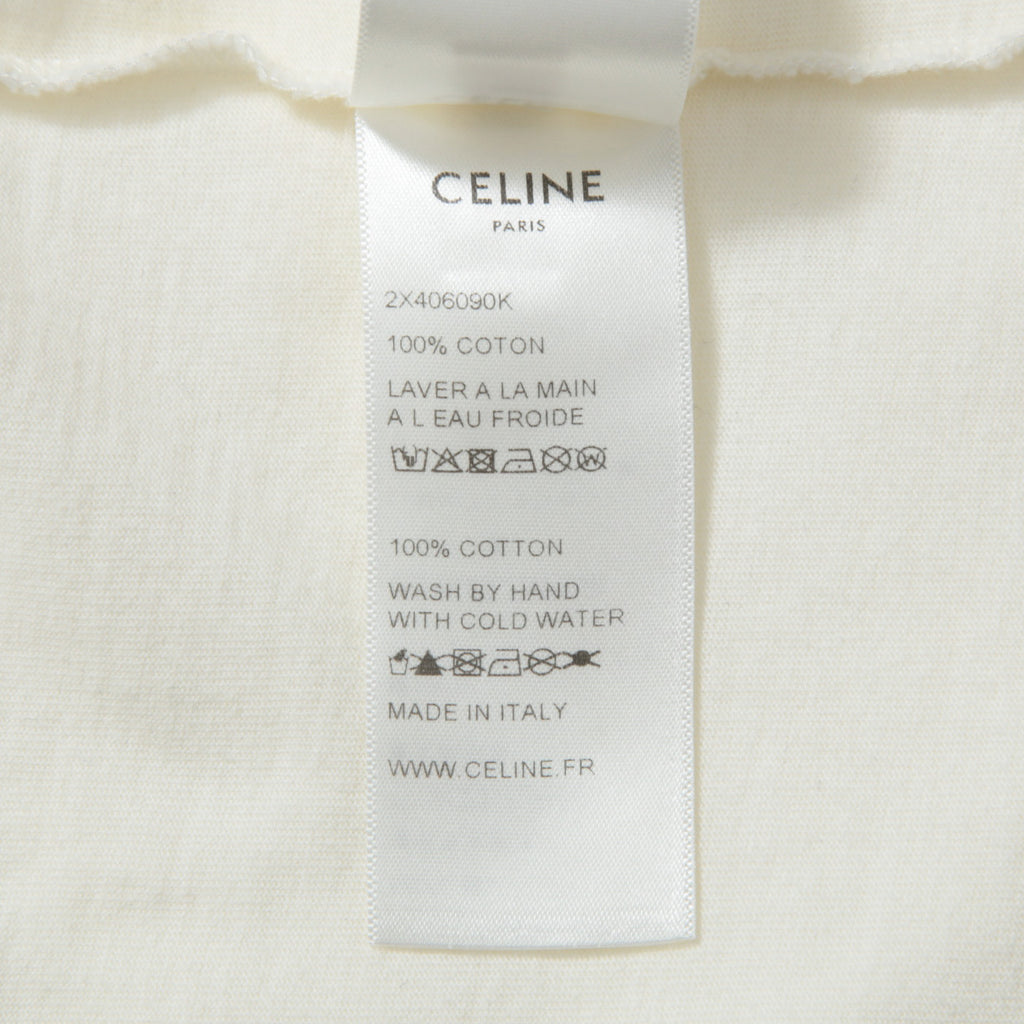 CELINE
PARIS
2X406090K
100% COTON
LAVER A LA MAIN
A L EAU FROIDE
100% COTTON
WASH BY HAND
WITH COLD WATER
MADE IN ITALY
WWW.CELINE.FR